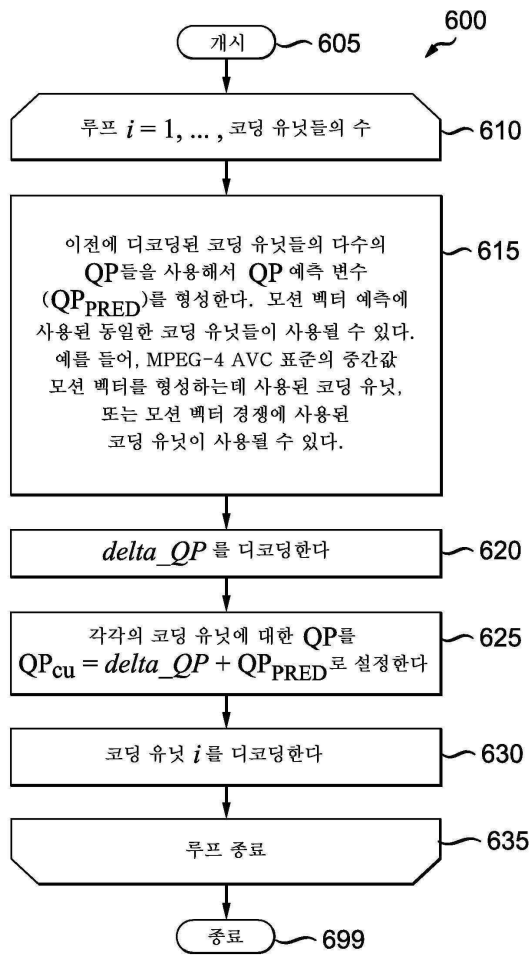 600
개시 605
루프 i = 1, ... , 코딩 유닛들의 수 610
이전에 디코딩된 코딩 유닛들의 다수의
QP들을 사용해서 QP 예측 변수
(QPPRED)를 형성한다. 모션 벡터 예측에
사용된 동일한 코딩 유닛들이 사용될 수 있다.
예를 들어, MPEG-4 AVC 표준의 중간값
모션 벡터를 형성하는데 사용된 코딩 유닛,
또는 모션 벡터 경쟁에 사용된
코딩 유닛이 사용될 수 있다.
615
delta_QP 를 디코딩한다 620
각각의 코딩 유닛에 대한 QP를
QPcu = delta_QP + QPPRED로 설정한다
625
코딩 유닛 i 를 디코딩한다 630
루프 종료 635
종료 699